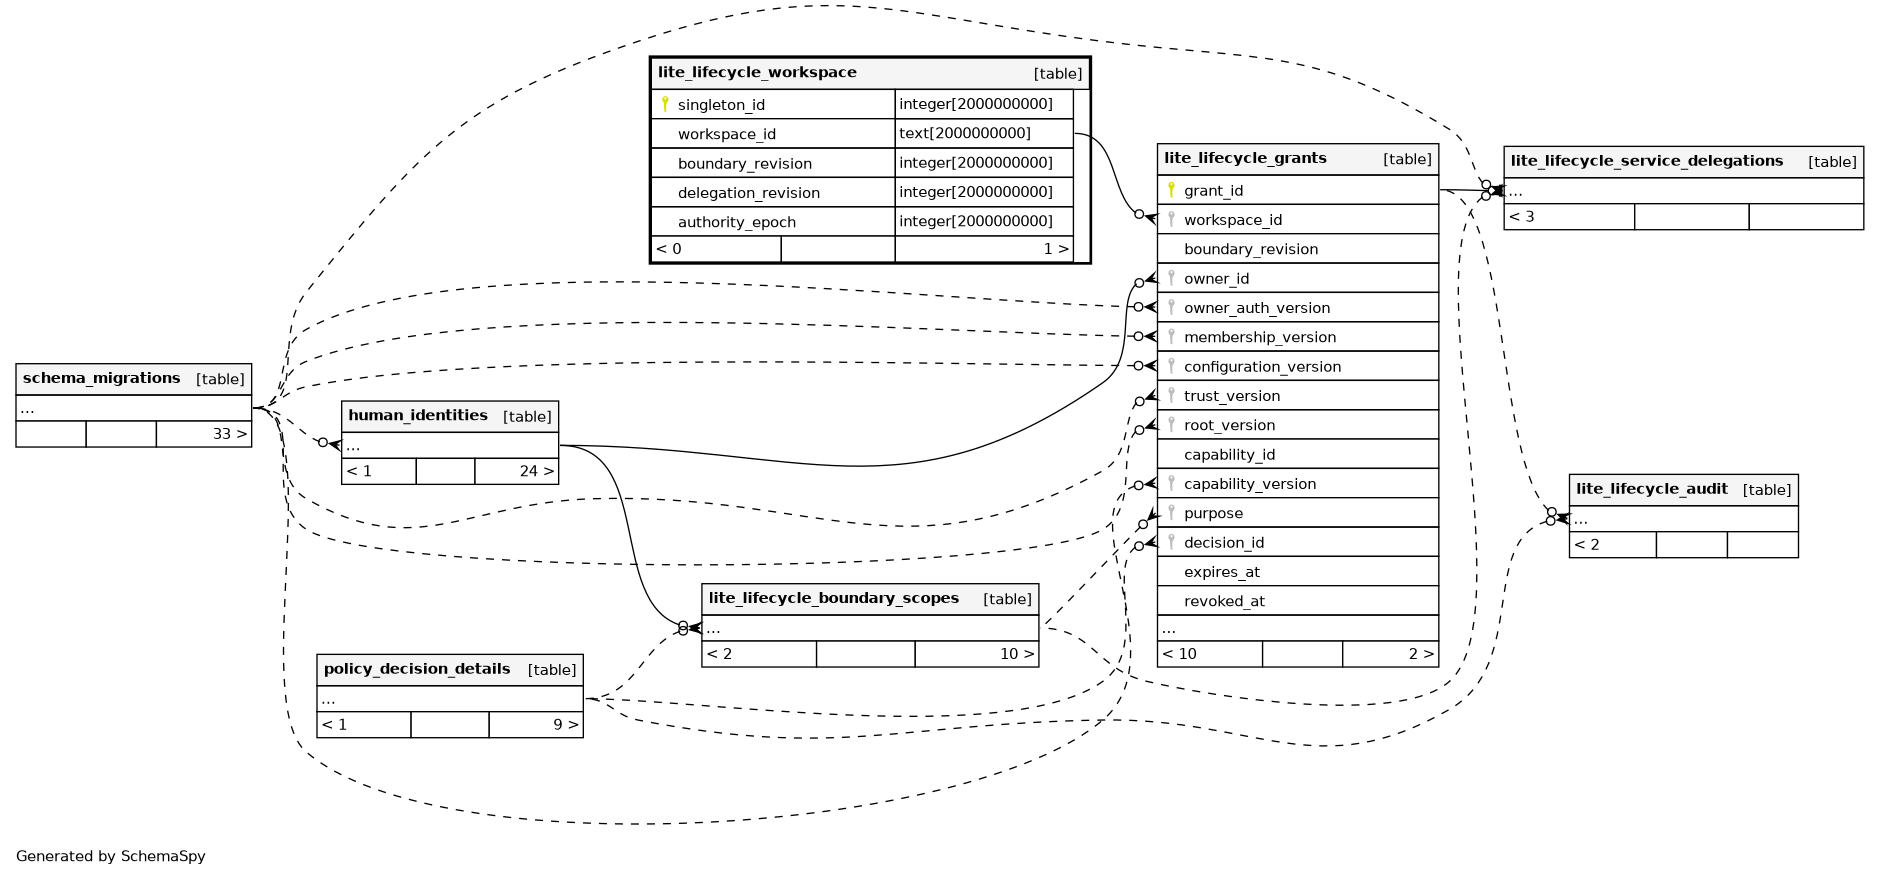 lite_lifecycle_workspace [table]
singleton_id integer[2000000000]
workspace_id text[2000000000]
boundary_revision integer[2000000000]
delegation_revision integer[2000000000]
authority_epoch integer[2000000000]
< 0 1 >
lite_lifecycle_grants [table]
grant_id
workspace_id
boundary_revision
owner_id
owner_auth_version
membership_version
configuration_version
trust_version
root_version
capability_id
capability_version
purpose
decision_id
expires_at
revoked_at
...
< 10 2 >
lite_lifecycle_service_delegations [table]
...
< 3
schema_migrations [table]
...
33 >
human_identities [table]
...
< 1 24 >
lite_lifecycle_audit [table]
...
< 2
lite_lifecycle_boundary_scopes [table]
...
< 2 10 >
policy_decision_details [table]
...
< 1 9 >
Generated by SchemaSpy